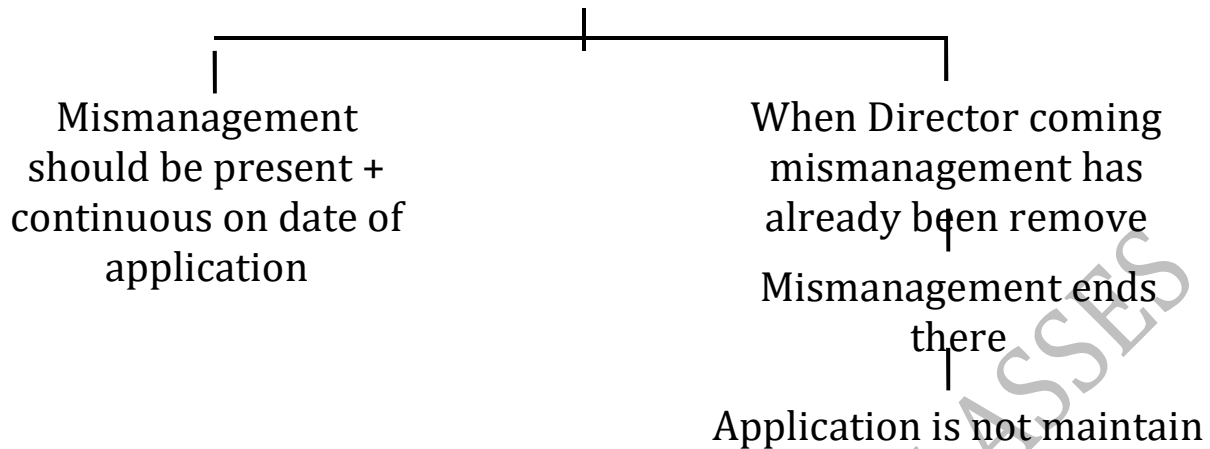 Mismanagement
should be present +
continuous on date of
application
When Director coming
mismanagement has
already been remove
Mismanagement ends
there
Application is not maintain
ASSES